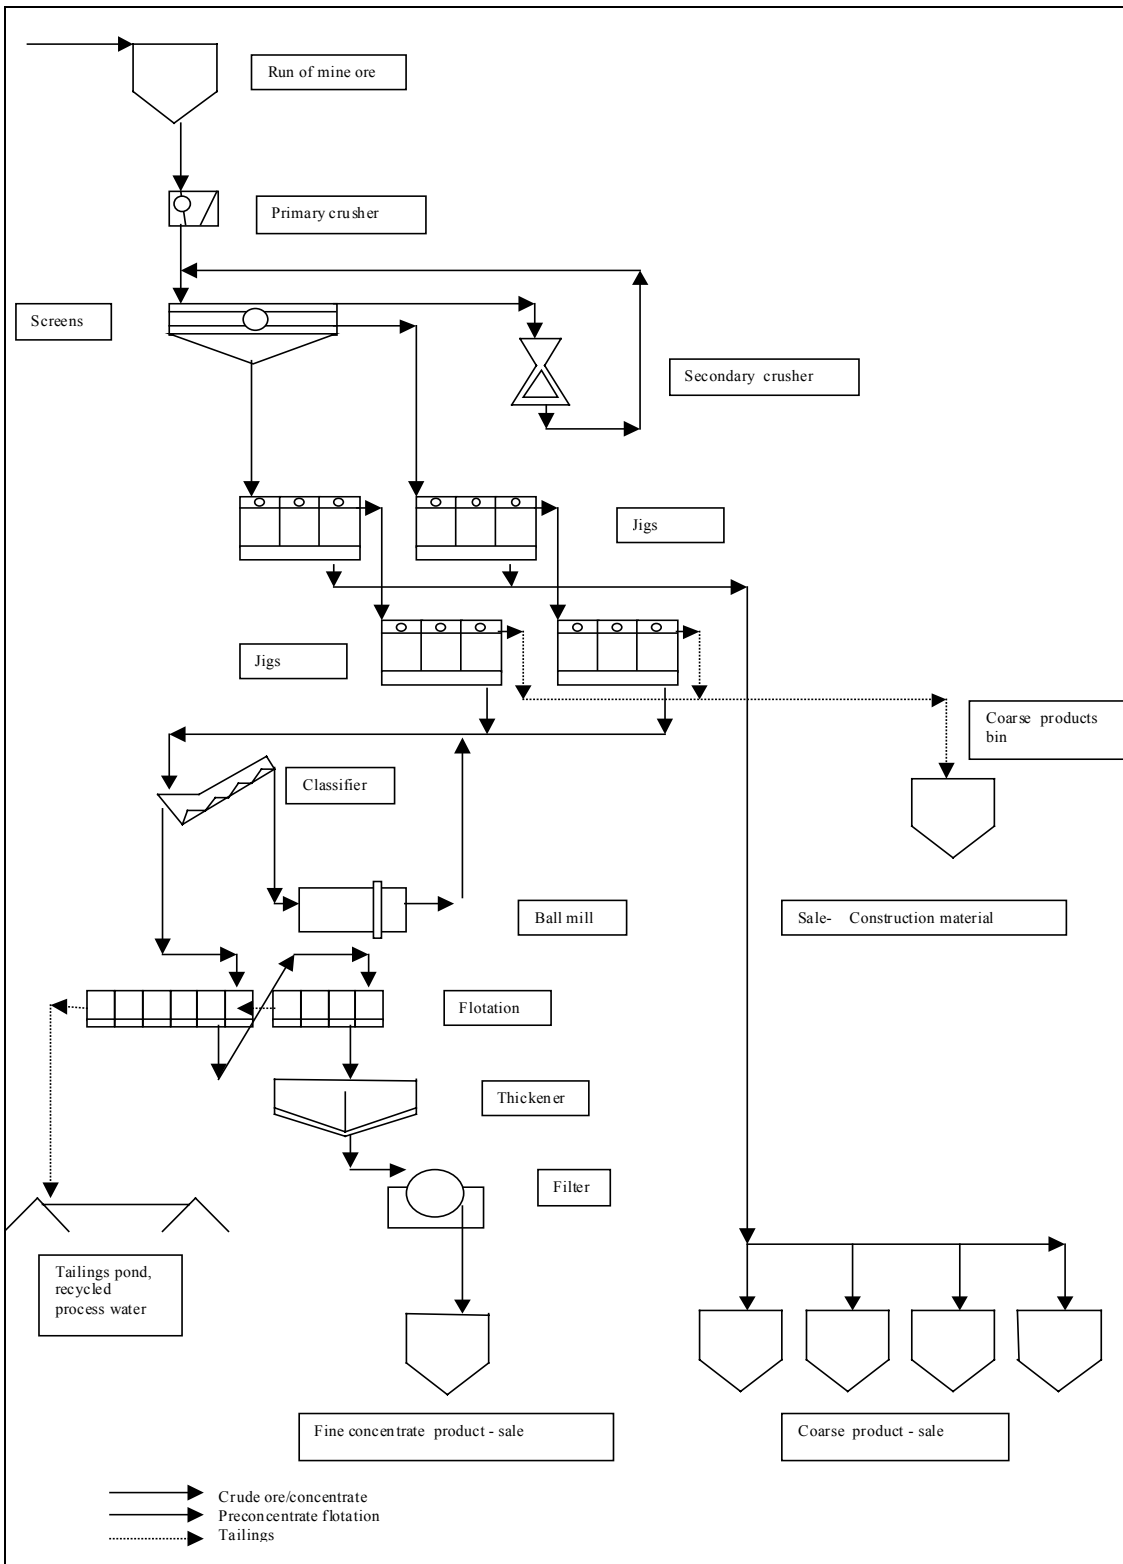 Run of mine ore
Primary crusher
Screens
Secondary crusher
Jigs
Jigs
Coarse products
bin
Classifier
Ball mill
Sale- Construction material
Flotation
Thickener
Filter
Tailings pond,
recycled
process water
Fine concentrate product - sale
Coarse product - sale
Crude ore/concentrate
Preconcentrate flotation
Tailings